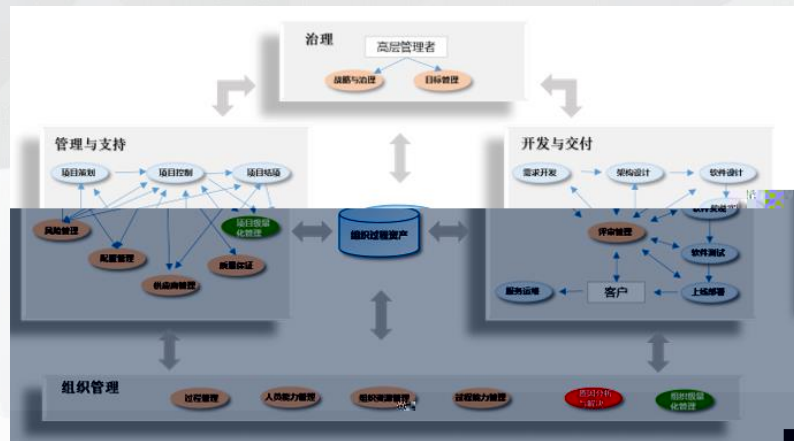 治理
高层管理者
战略与治理 目标管理
管理与支持
项目策划 项目控制 项目结项
风险管理
项目级量
化管理
配置管理
供应商管理
质量保证
组织过程资产
开发与交付
需求开发 架构设计 软件设计
评审管理
软件测试
服务运维 客户 上线部署
组织管理
过程管理 人员能力管理 组织资源管理 过程能力管理
组织级量
化管理